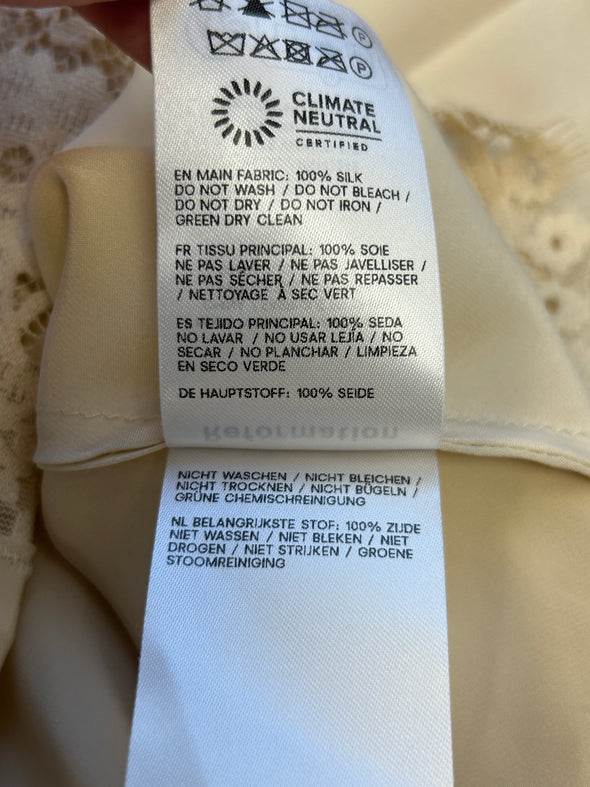 P
P
CLIMATE
NEUTRAL
CERTIFIED
EN MAIN FABRIC: 100% SILK
DO NOT WASH / DO NOT BLEACH /
DO NOT DRY / DO NOT IRON /
GREEN DRY CLEAN
FR TISSU PRINCIPAL: 100% SOIE
NE PAS LAVER / NE PAS JAVELLISER /
NE PAS SÉCHER / NE PAS REPASSER
/ NETTOYAGE À SEC VERT
ES TEJIDO PRINCIPAL: 100% SEDA
NO LAVAR / NO USAR LEJÍA / NO
SECAR / NO PLANCHAR / LIMPIEZA
EN SECO VERDE
DE HAUPTSTOFF: 100% SEIDE
Reformation
NICHT WASCHEN / NICHT BLEICHEN /
NICHT TROCKNEN / NICHT BÜGELN /
GRÜNE CHEMISCHREINIGUNG
NL BELANGRIJKSTE STOF: 100% ZIJDE
NIET WASSEN / NIET BLEKEN / NIET
DROGEN / NIET STRIJKEN / GROENE
STOOMREINIGING